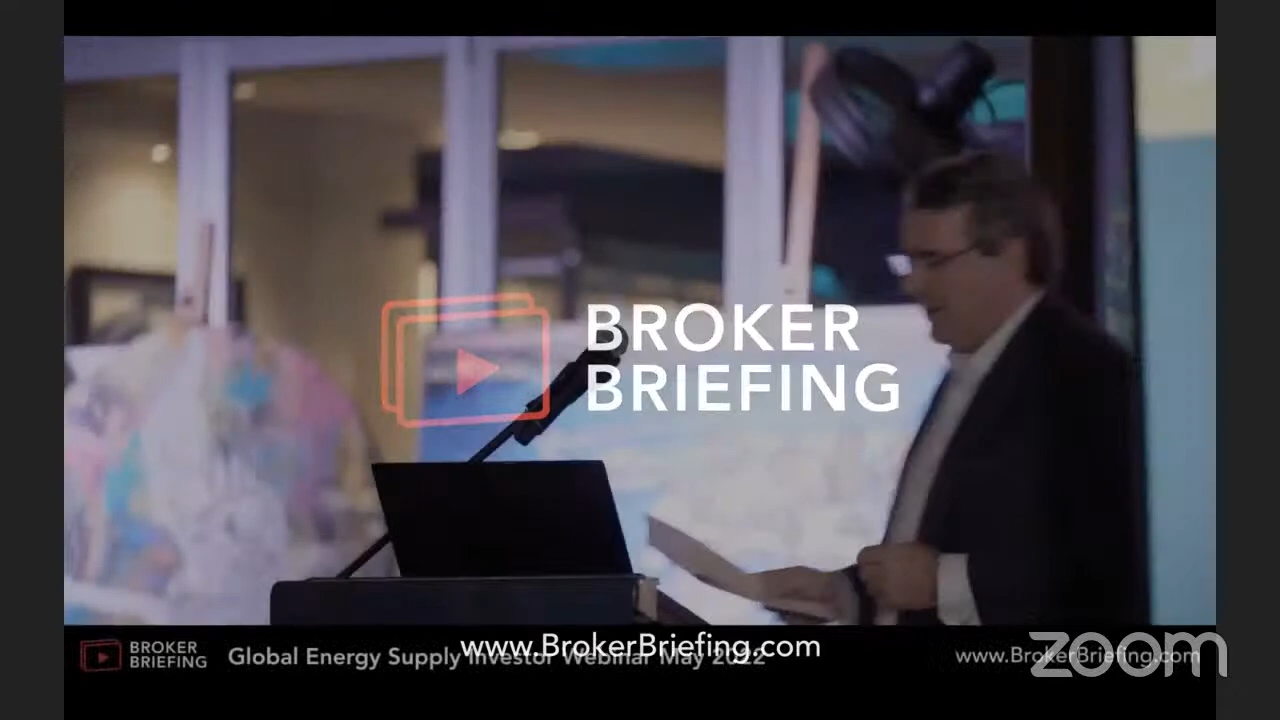 BROKER
BRIEFING
BROKER
BRIEFING
Global Energy Supply Investor Webinar May 2022
www.BrokerBriefing.com
www.BrokerBriefing.com
zoom